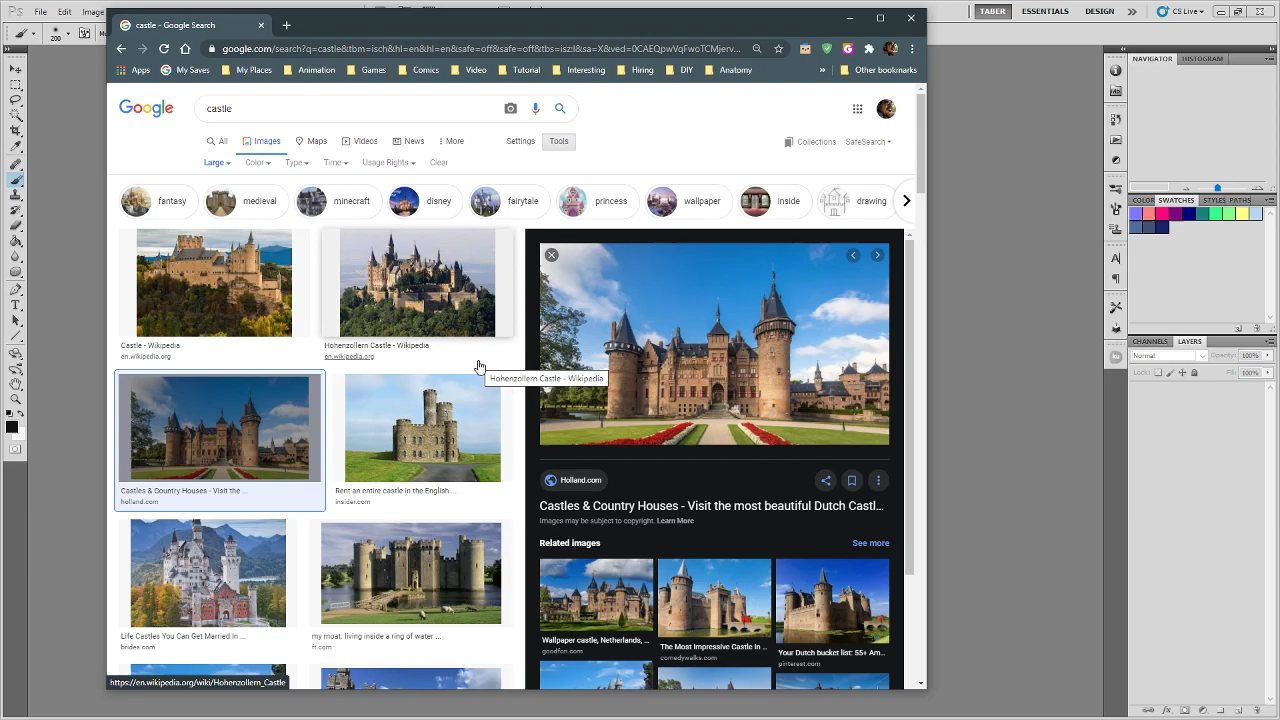 File Edit Image
TABER ESSENTIALS DESIGN CS Live
castle - Google Search
google.com/search?q=castle&tbm=isch&hl=en&hl=en&safe=off&safe=off&tbs=isz:l&sa=X&ved=0CAEQpwVqFwoTCMjerv...
Apps My Saves My Places Animation Games Comics Video Tutorial Interesting Hiring DIY Anatomy Other bookmarks
200
NAVIGATOR HISTOGRAM
Google castle
All Images Maps Videos News More Settings Tools Collections SafeSearch
Large Color Type Time Usage Rights Clear
fantasy medieval minecraft disney fairytale princess wallpaper inside drawing
COLOR SWATCHES STYLES PATHS
Castle - Wikipedia
en.wikipedia.org
Hohenzollern Castle - Wikipedia
en.wikipedia.org
Hohenzollern Castle - Wikipedia
CHANNELS LAYERS
Normal Opacity: 100%
Lock: Fill: 100%
Castles & Country Houses - Visit the ...
holland.com
Rent an entire castle in the English ...
insider.com
Holland.com
Castles & Country Houses - Visit the most beautiful Dutch Castl...
Images may be subject to copyright. Learn More
Related images See more
Life Castles You Can Get Married In ...
brides.com
my moat: living inside a ring of water ...
ft.com
Wallpaper castle, Netherlands, ...
goodfon.com
The Most Impressive Castle In ...
comedywalks.com
Your Dutch bucket list: 55+ Am...
pinterest.com
https://en.wikipedia.org/wiki/Hohenzollern_Castle